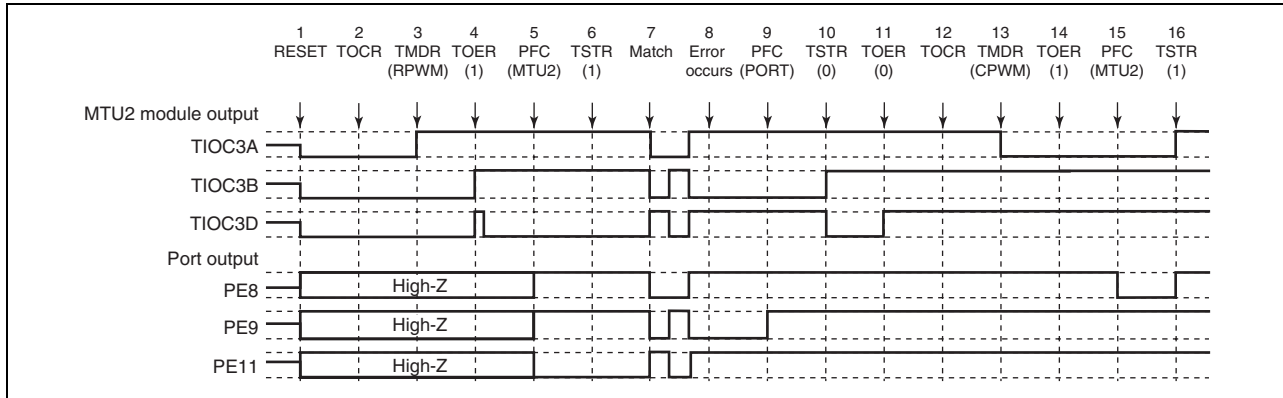 1 2 3 4 5 6 7 8 9 10 11 12 13 14 15 16
RESET TOCR TMDR TOER PFC TSTR Match Error PFC TSTR TOER TOCR TMDR TOER PFC TSTR
(RPWM) (1) (MTU2) (1) occurs (PORT) (0) (0) (CPWM) (1) (MTU2) (1)
MTU2 module output
TIOC3A
TIOC3B
TIOC3D
Port output
PE8 High-Z
PE9 High-Z
PE11 High-Z